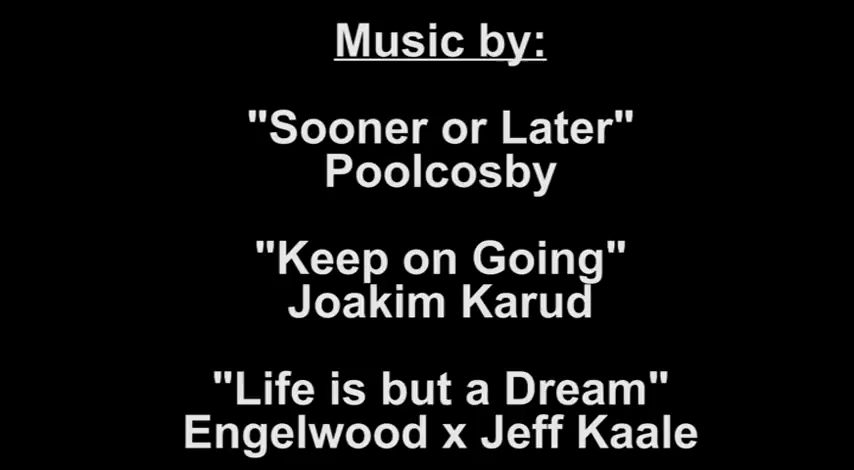 Music by:
"Sooner or Later"
Poolcosby
"Keep on Going"
Joakim Karud
"Life is but a Dream"
Engelwood x Jeff Kaale